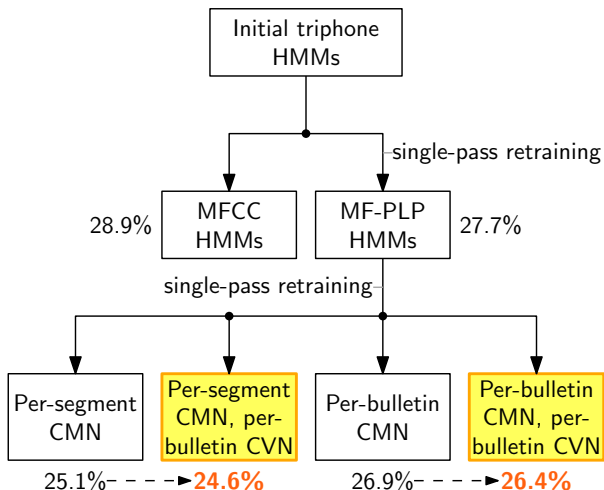 Initial triphone
HMMs
single-pass retraining
28.9%
MFCC
HMMs
MF-PLP
HMMs
27.7%
single-pass retraining
Per-segment
CMN
Per-segment
CMN, per-
bulletin CVN
Per-bulletin
CMN
Per-bulletin
CMN, per-
bulletin CVN
25.1%
24.6%
26.9%
26.4%